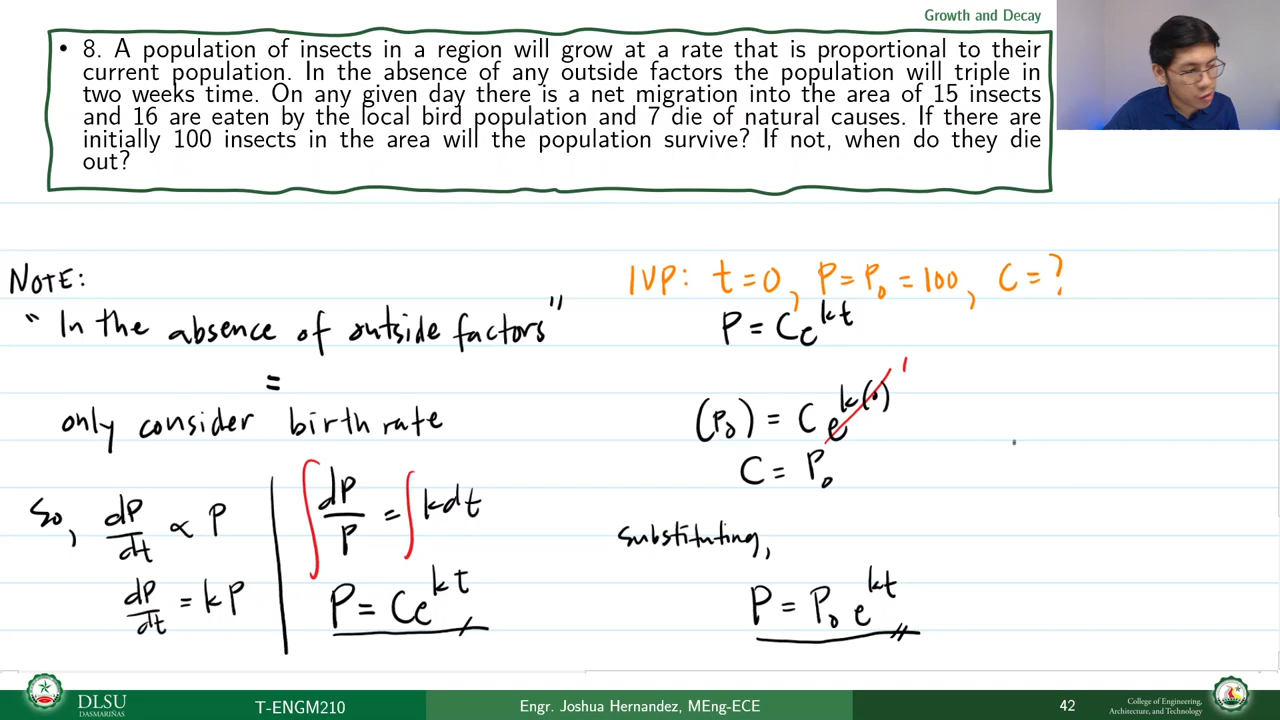 Growth and Decay
• 8. A population of insects in a region will grow at a rate that is proportional to their
current population. In the absence of any outside factors the population will triple in
two weeks time. On any given day there is a net migration into the area of 15 insects
and 16 are eaten by the local bird population and 7 die of natural causes. If there are
initially 100 insects in the area will the population survive? If not, when do they die
out?
NOTE:
"In the absence of outside factors"
=
only consider birth rate
So, dP/dt ∝ P
dP/dt = kP
∫ dP/P = ∫ kdt
P = Ce^{kt}
IVP: t=0, P=P₀=100, C=?
P = Ce^{kt}
(P₀) = C e^{k(0)} 1
C = P₀
Substituting,
P = P₀ e^{kt}
DLSU
DASMARIÑAS
T-ENGM210
Engr. Joshua Hernandez, MEng-ECE
42
College of Engineering,
Architecture, and Technology